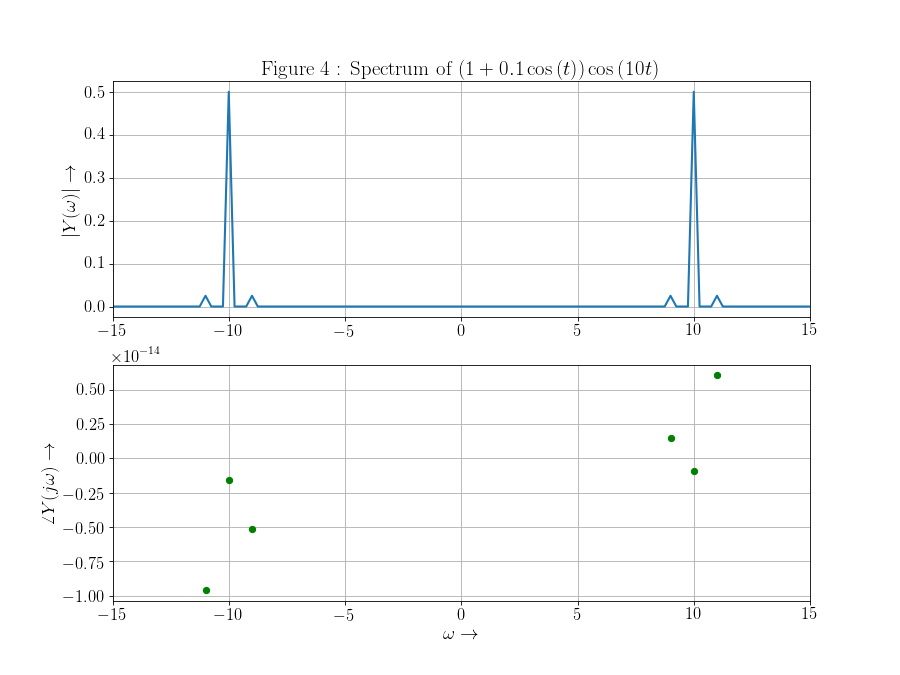 Figure 4 : Spectrum of (1 + 0.1 cos (t)) cos (10t)
0.5
0.4
0.3
0.2
0.1
0.0
|Y(ω)| →
−15 −10 −5 0 5 10 15
×10⁻¹⁴
0.50
0.25
0.00
−0.25
−0.50
−0.75
−1.00
∠Y(jω) →
−15 −10 −5 0 5 10 15
ω →